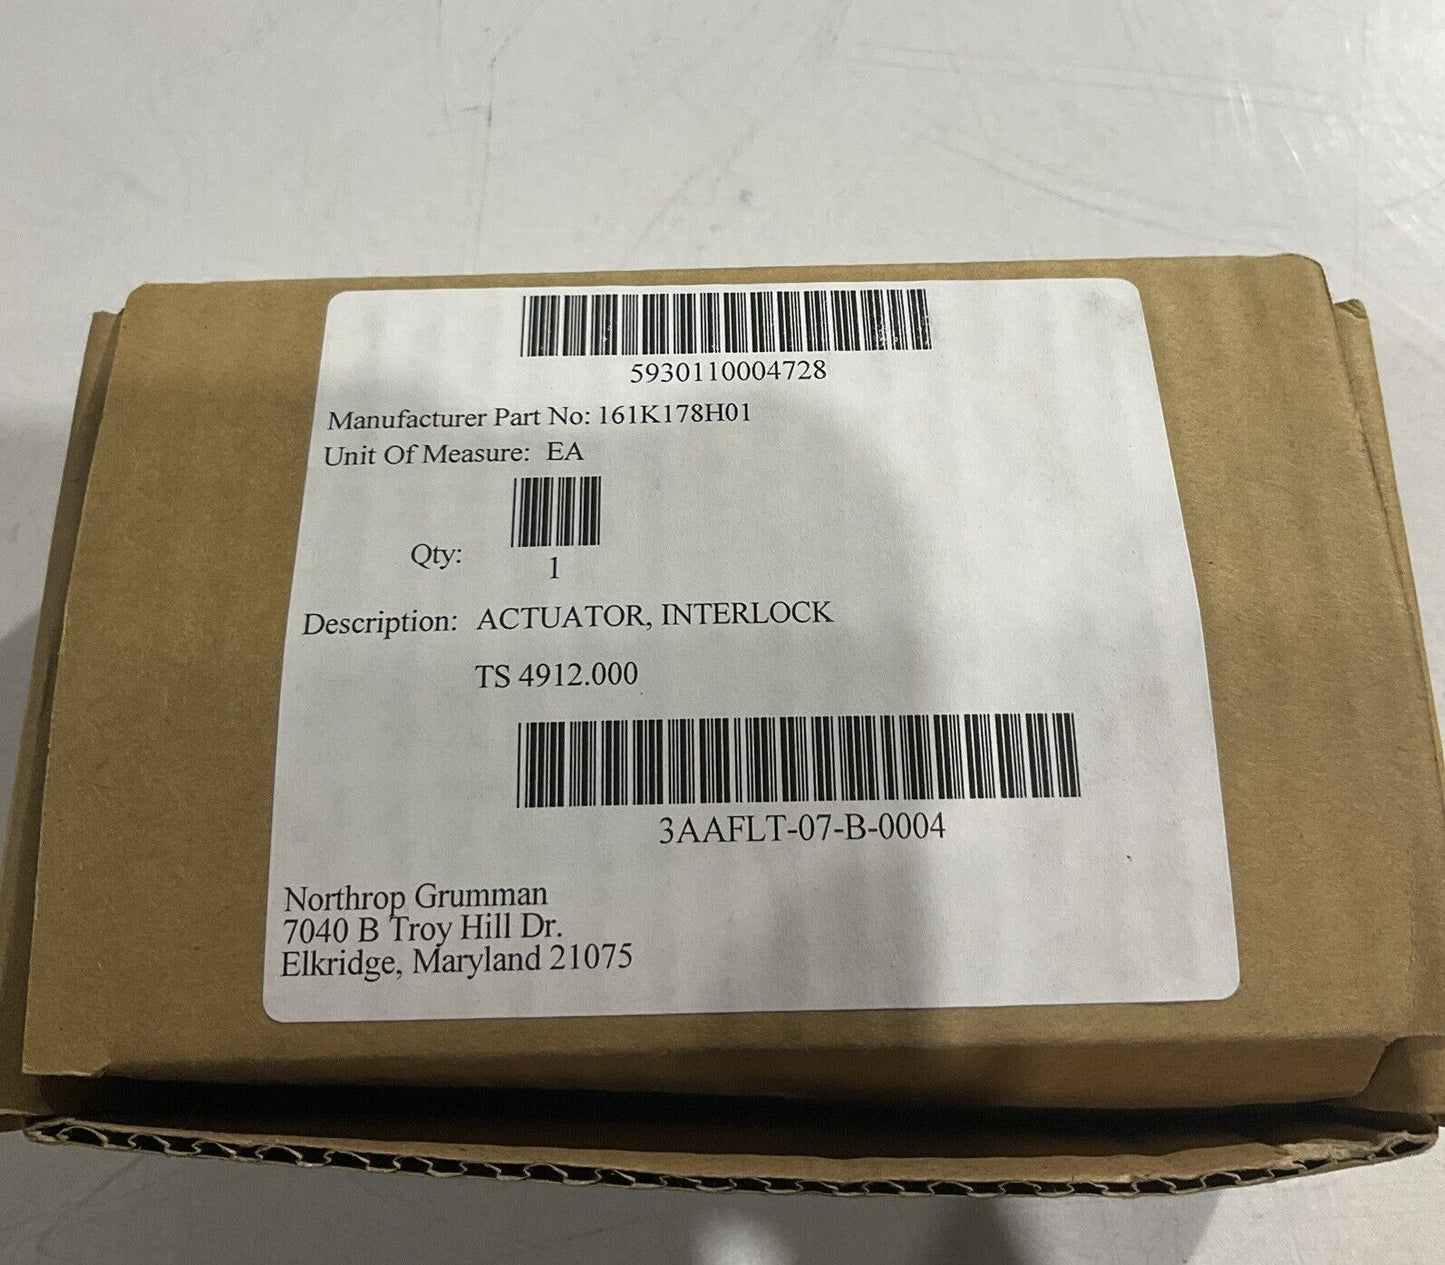 5930110004728
Manufacturer Part No: 161K178H01
Unit Of Measure: EA
Qty:
1
Description: ACTUATOR, INTERLOCK
TS 4912.000
3AAFLT-07-B-0004
Northrop Grumman
7040 B Troy Hill Dr.
Elkridge, Maryland 21075